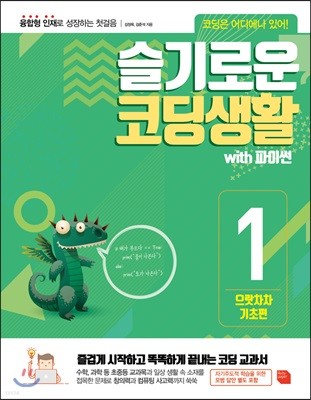 융합형 인재로 성장하는 첫걸음
김정욱, 김준석 지음
코딩은 어디에나 있어!
슬기로운
코딩생활
with 파이썬
1
으랏차차
기초편
즐겁게 시작하고 똑똑하게 끝내는 코딩 교과서
수학, 과학 등 초중등 교과목과 일상 생활 속 소재를
접목한 문제로 창의력과 컴퓨팅 사고력까지 쑥쑥
자기주도적 학습을 위한
모범 답안 별도 포함